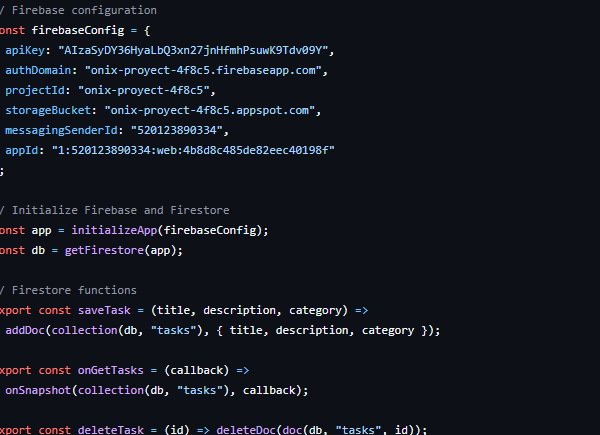 / Firebase configuration
onst firebaseConfig = {
apiKey: "AIzaSyDY36HyaLbQ3xn27jnHfmhPsuwK9Tdv09Y",
authDomain: "onix-proyect-4f8c5.firebaseapp.com",
projectId: "onix-proyect-4f8c5",
storageBucket: "onix-proyect-4f8c5.appspot.com",
messagingSenderId: "520123890334",
appId: "1:520123890334:web:4b8d8c485de82eec40198f"
;
/ Initialize Firebase and Firestore
onst app = initializeApp(firebaseConfig);
onst db = getFirestore(app);
/ Firestore functions
xport const saveTask = (title, description, category) =>
addDoc(collection(db, "tasks"), { title, description, category });
xport const onGetTasks = (callback) =>
onSnapshot(collection(db, "tasks"), callback);
xport const deleteTask = (id) => deleteDoc(doc(db, "tasks", id));